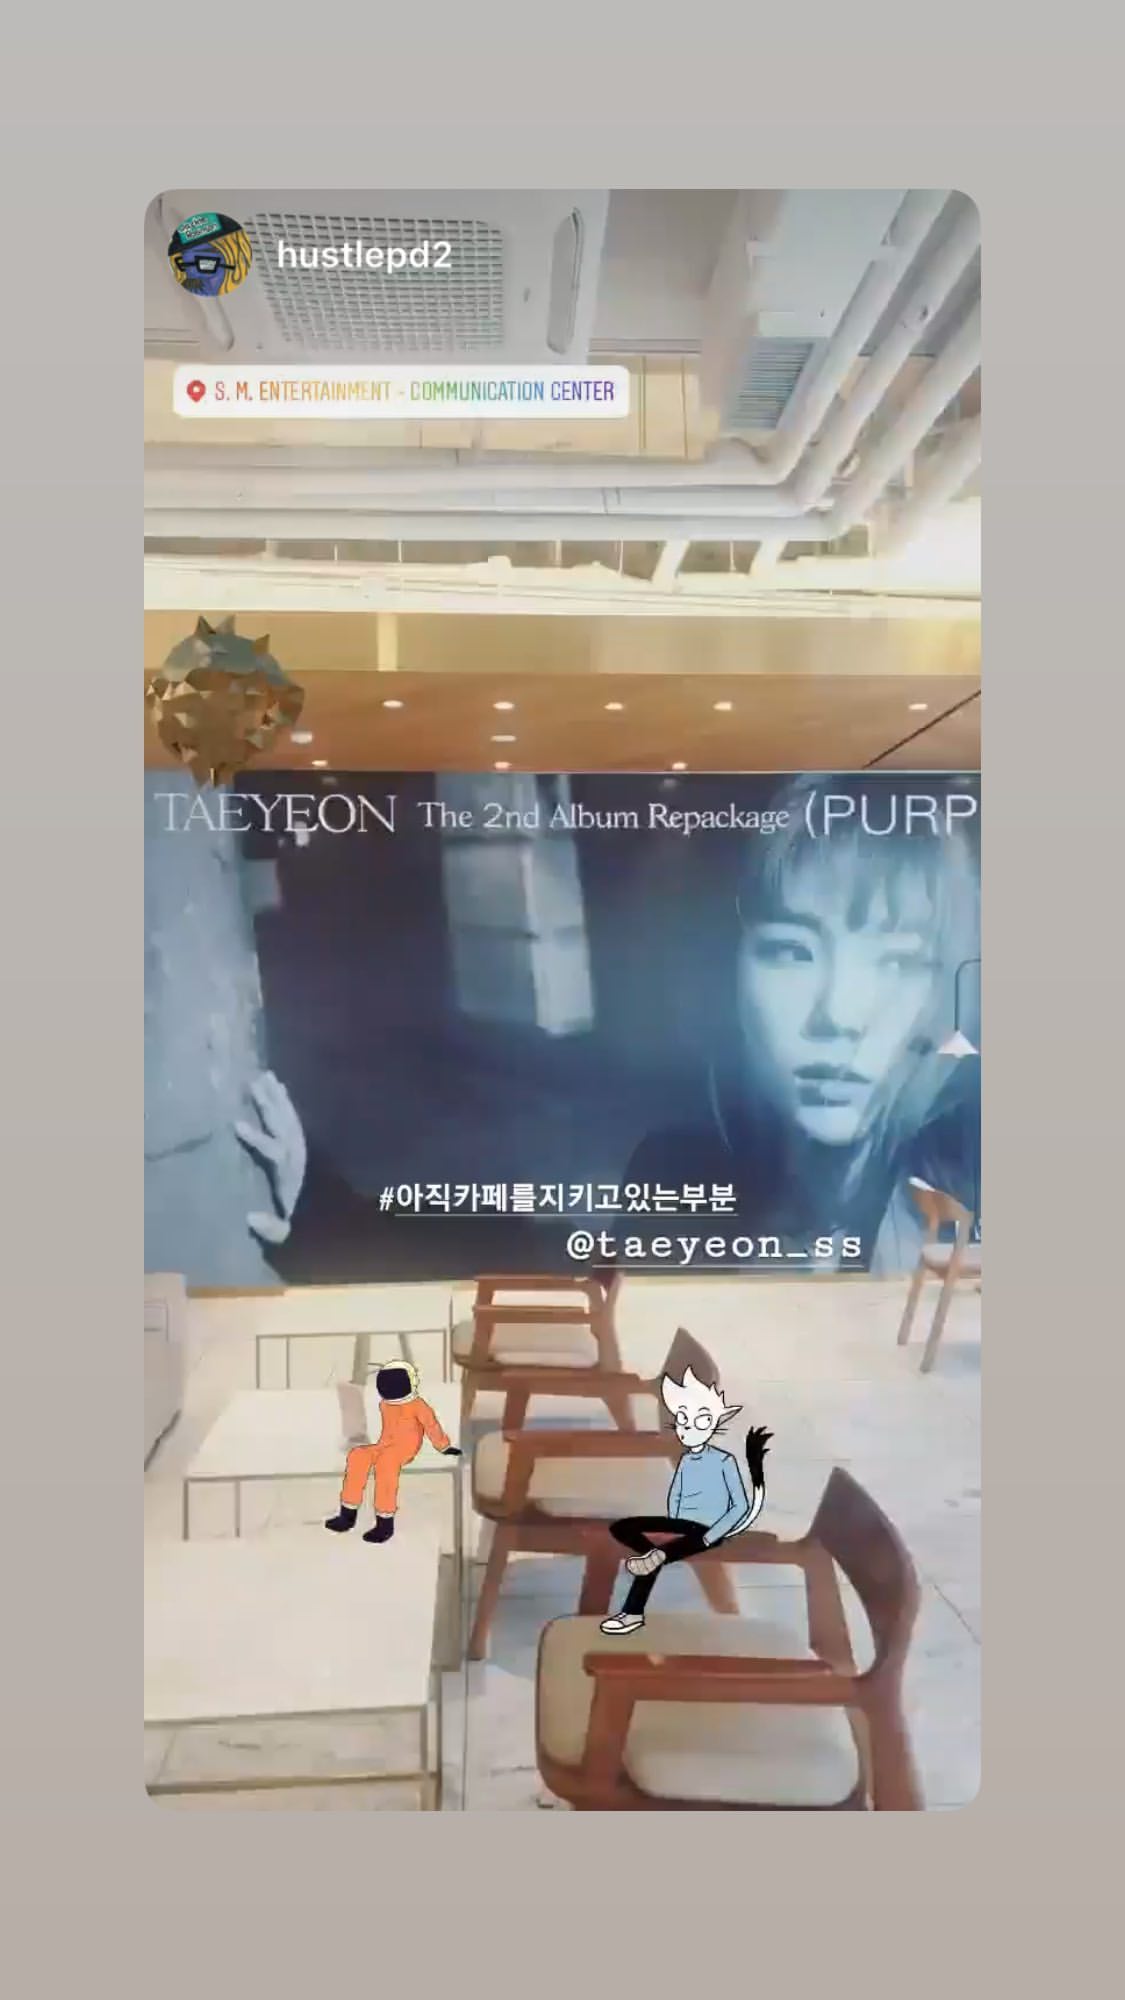 hustlepd2
S. M. ENTERTAINMENT - COMMUNICATION CENTER
TAEYEON The 2nd Album Repackage (PURP
#아직카페를지키고있는부분
@taeyeon_ss